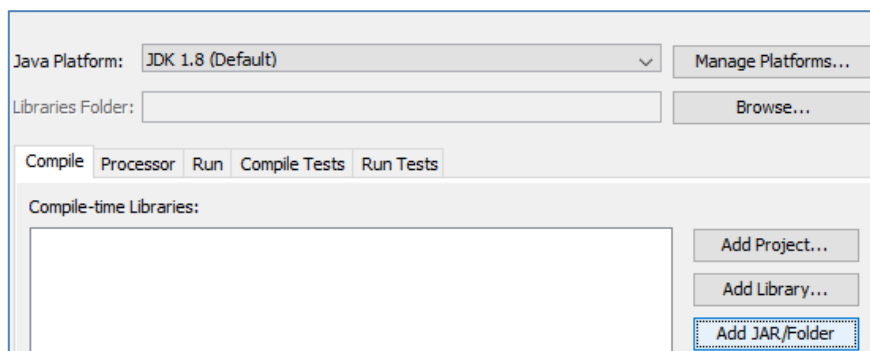 Java Platform: JDK 1.8 (Default) Manage Platforms...
Libraries Folder: Browse...
Compile Processor Run Compile Tests Run Tests
Compile-time Libraries:
Add Project...
Add Library...
Add JAR/Folder